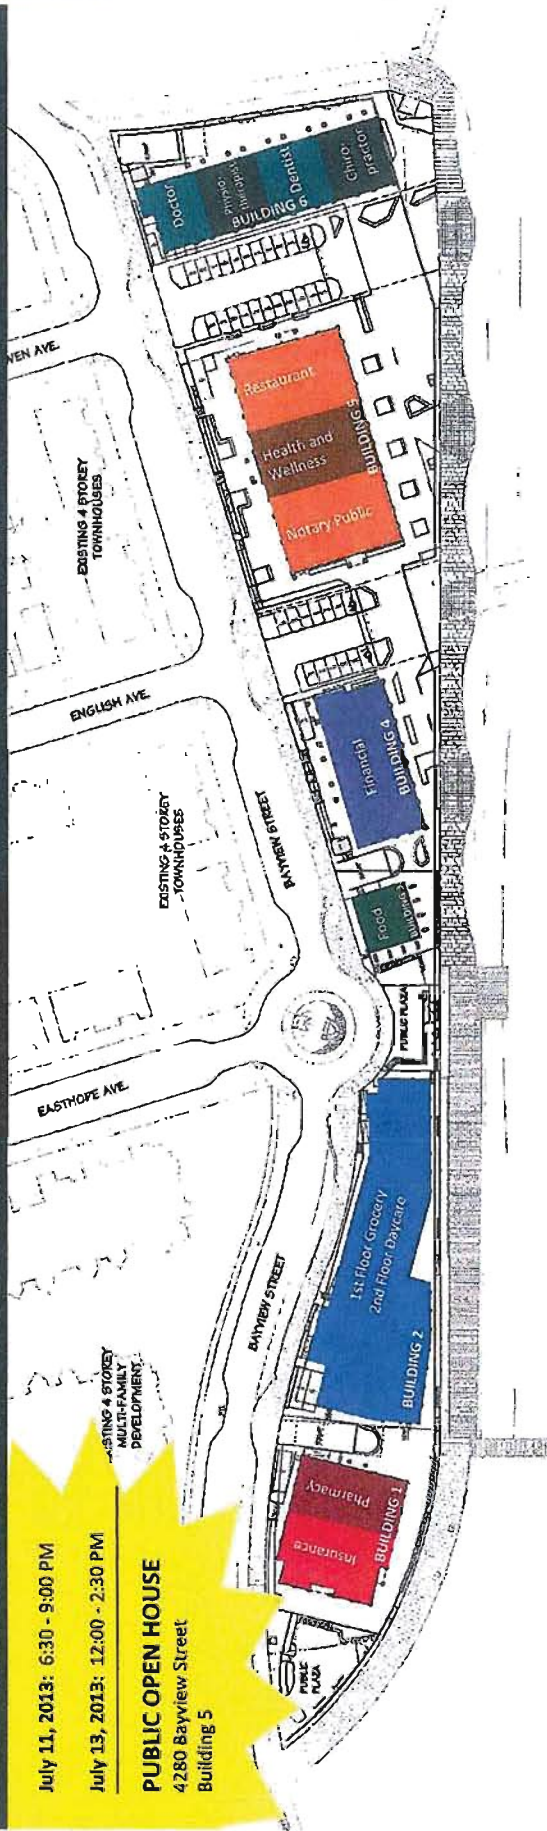 July 11, 2013: 6:30 - 9:00 PM
July 13, 2013: 12:00 - 2:30 PM
PUBLIC OPEN HOUSE
4280 Bayview Street
Building 5
4 STOREY
MULTI-FAMILY
DEVELOPMENT
BAYVIEW STREET
EASTHOPE AVE.
EXISTING 4 STOREY
TOWNHOUSES
BAYVIEW STREET
ENGLISH AVE.
EXISTING 4 STOREY
TOWNHOUSES
VEN AVE.
PUBLIC
PLAZA
Insurance
Pharmacy
BUILDING 1
1st Floor Grocery
2nd Floor Daycare
BUILDING 2
PUBLIC PLAZA
Food
Financial
BUILDING 4
Notary Public
Health and
Wellness
Restaurant
BUILDING 5
Doctor
Physio-
therapist
Dentist
Chiro-
practor
BUILDING 6